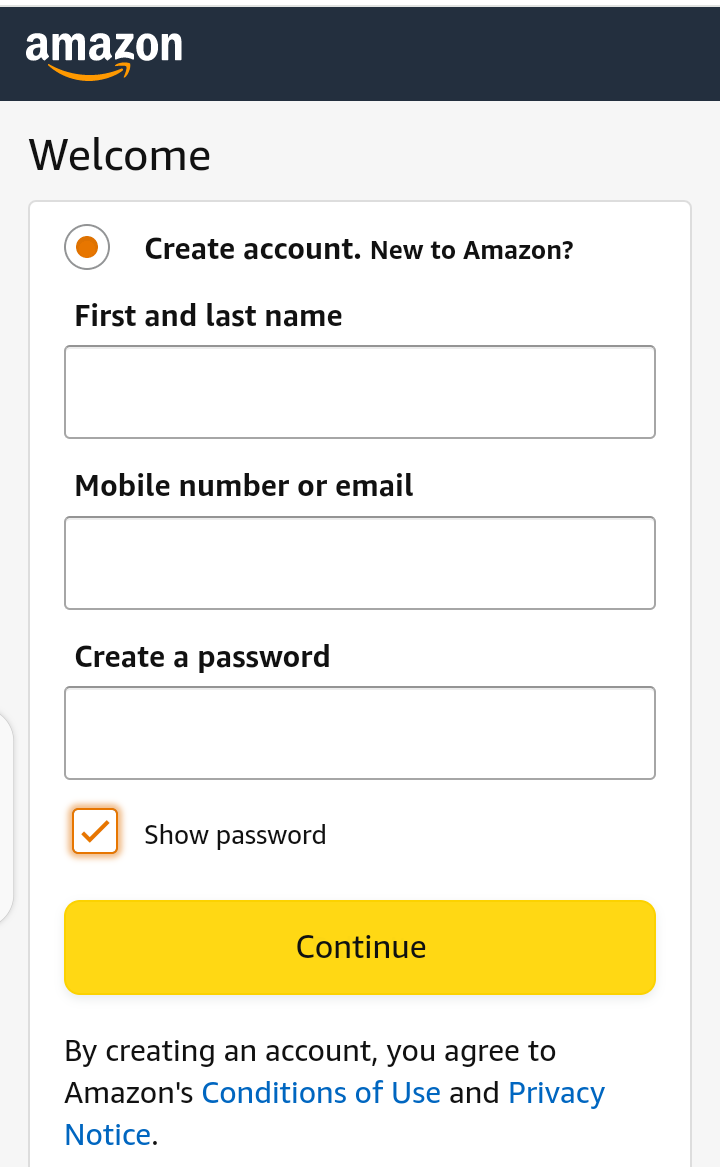 amazon
Welcome
Create account. New to Amazon?
First and last name
Mobile number or email
Create a password
Show password
Continue
By creating an account, you agree to
Amazon's Conditions of Use and Privacy
Notice.